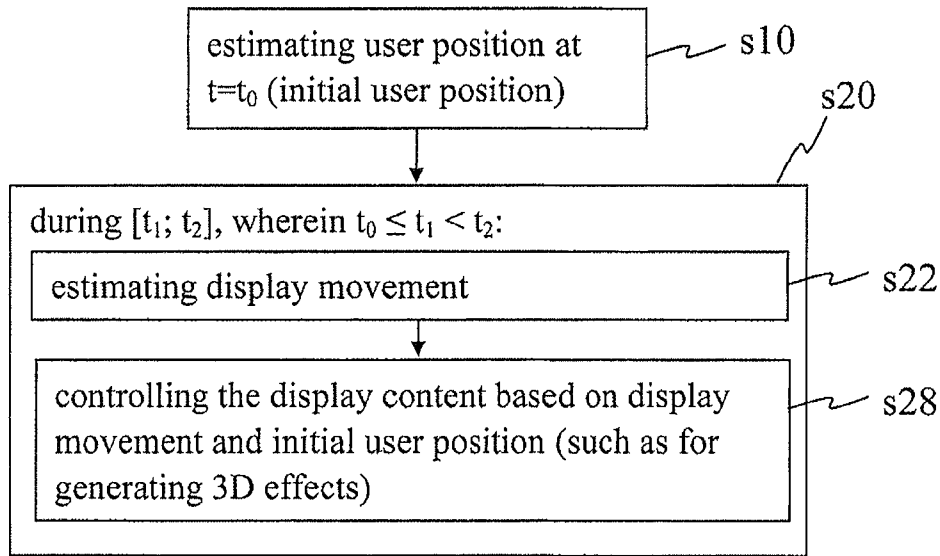 estimating user position at
t=t₀ (initial user position)
s10
s20
during [t₁; t₂], wherein t₀ ≤ t₁ < t₂:
estimating display movement
s22
controlling the display content based on display
movement and initial user position (such as for
generating 3D effects)
s28